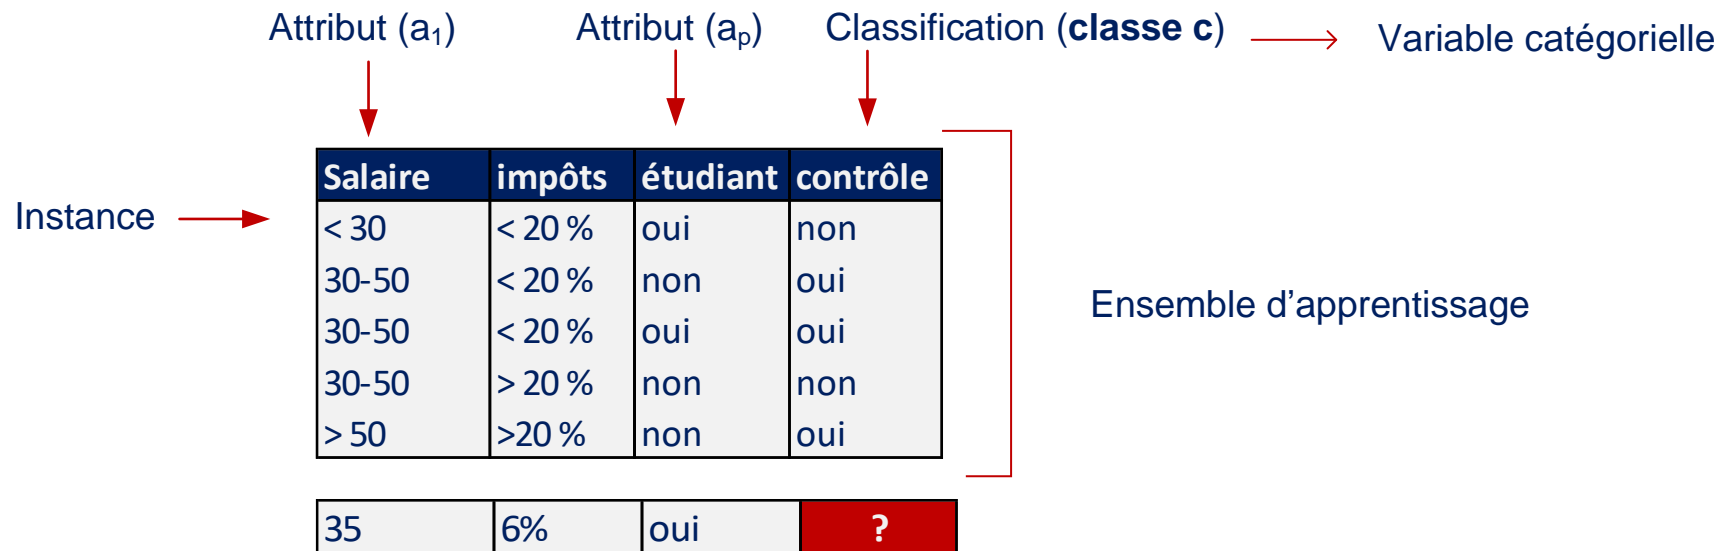 Attribut (a1) Attribut (ap) Classification (classe c) Variable catégorielle
Salaire impôts étudiant contrôle
Instance
< 30 < 20 % oui non
30-50 < 20 % non oui
30-50 < 20 % oui oui
30-50 > 20 % non non
> 50 >20 % non oui
Ensemble d’apprentissage
35 6% oui ?